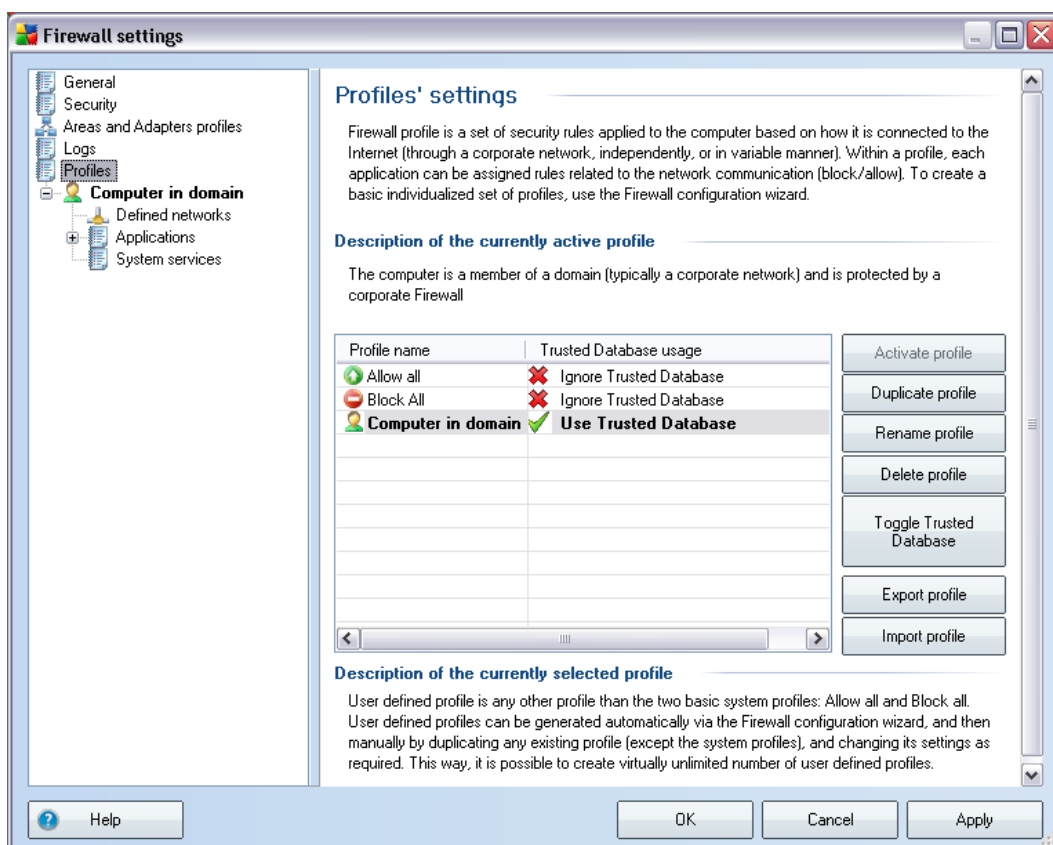 Firewall settings
General
Security
Areas and Adapters profiles
Logs
Profiles
Computer in domain
Defined networks
Applications
System services
Profiles' settings
Firewall profile is a set of security rules applied to the computer based on how it is connected to the
Internet (through a corporate network, independently, or in variable manner). Within a profile, each
application can be assigned rules related to the network communication (block/allow). To create a
basic individualized set of profiles, use the Firewall configuration wizard.
Description of the currently active profile
The computer is a member of a domain (typically a corporate network) and is protected by a
corporate Firewall
Profile name Trusted Database usage
Allow all Ignore Trusted Database
Block All Ignore Trusted Database
Computer in domain Use Trusted Database
Activate profile
Duplicate profile
Rename profile
Delete profile
Toggle Trusted
Database
Export profile
Import profile
Description of the currently selected profile
User defined profile is any other profile than the two basic system profiles: Allow all and Block all.
User defined profiles can be generated automatically via the Firewall configuration wizard, and then
manually by duplicating any existing profile (except the system profiles), and changing its settings as
required. This way, it is possible to create virtually unlimited number of user defined profiles.
Help
OK
Cancel
Apply